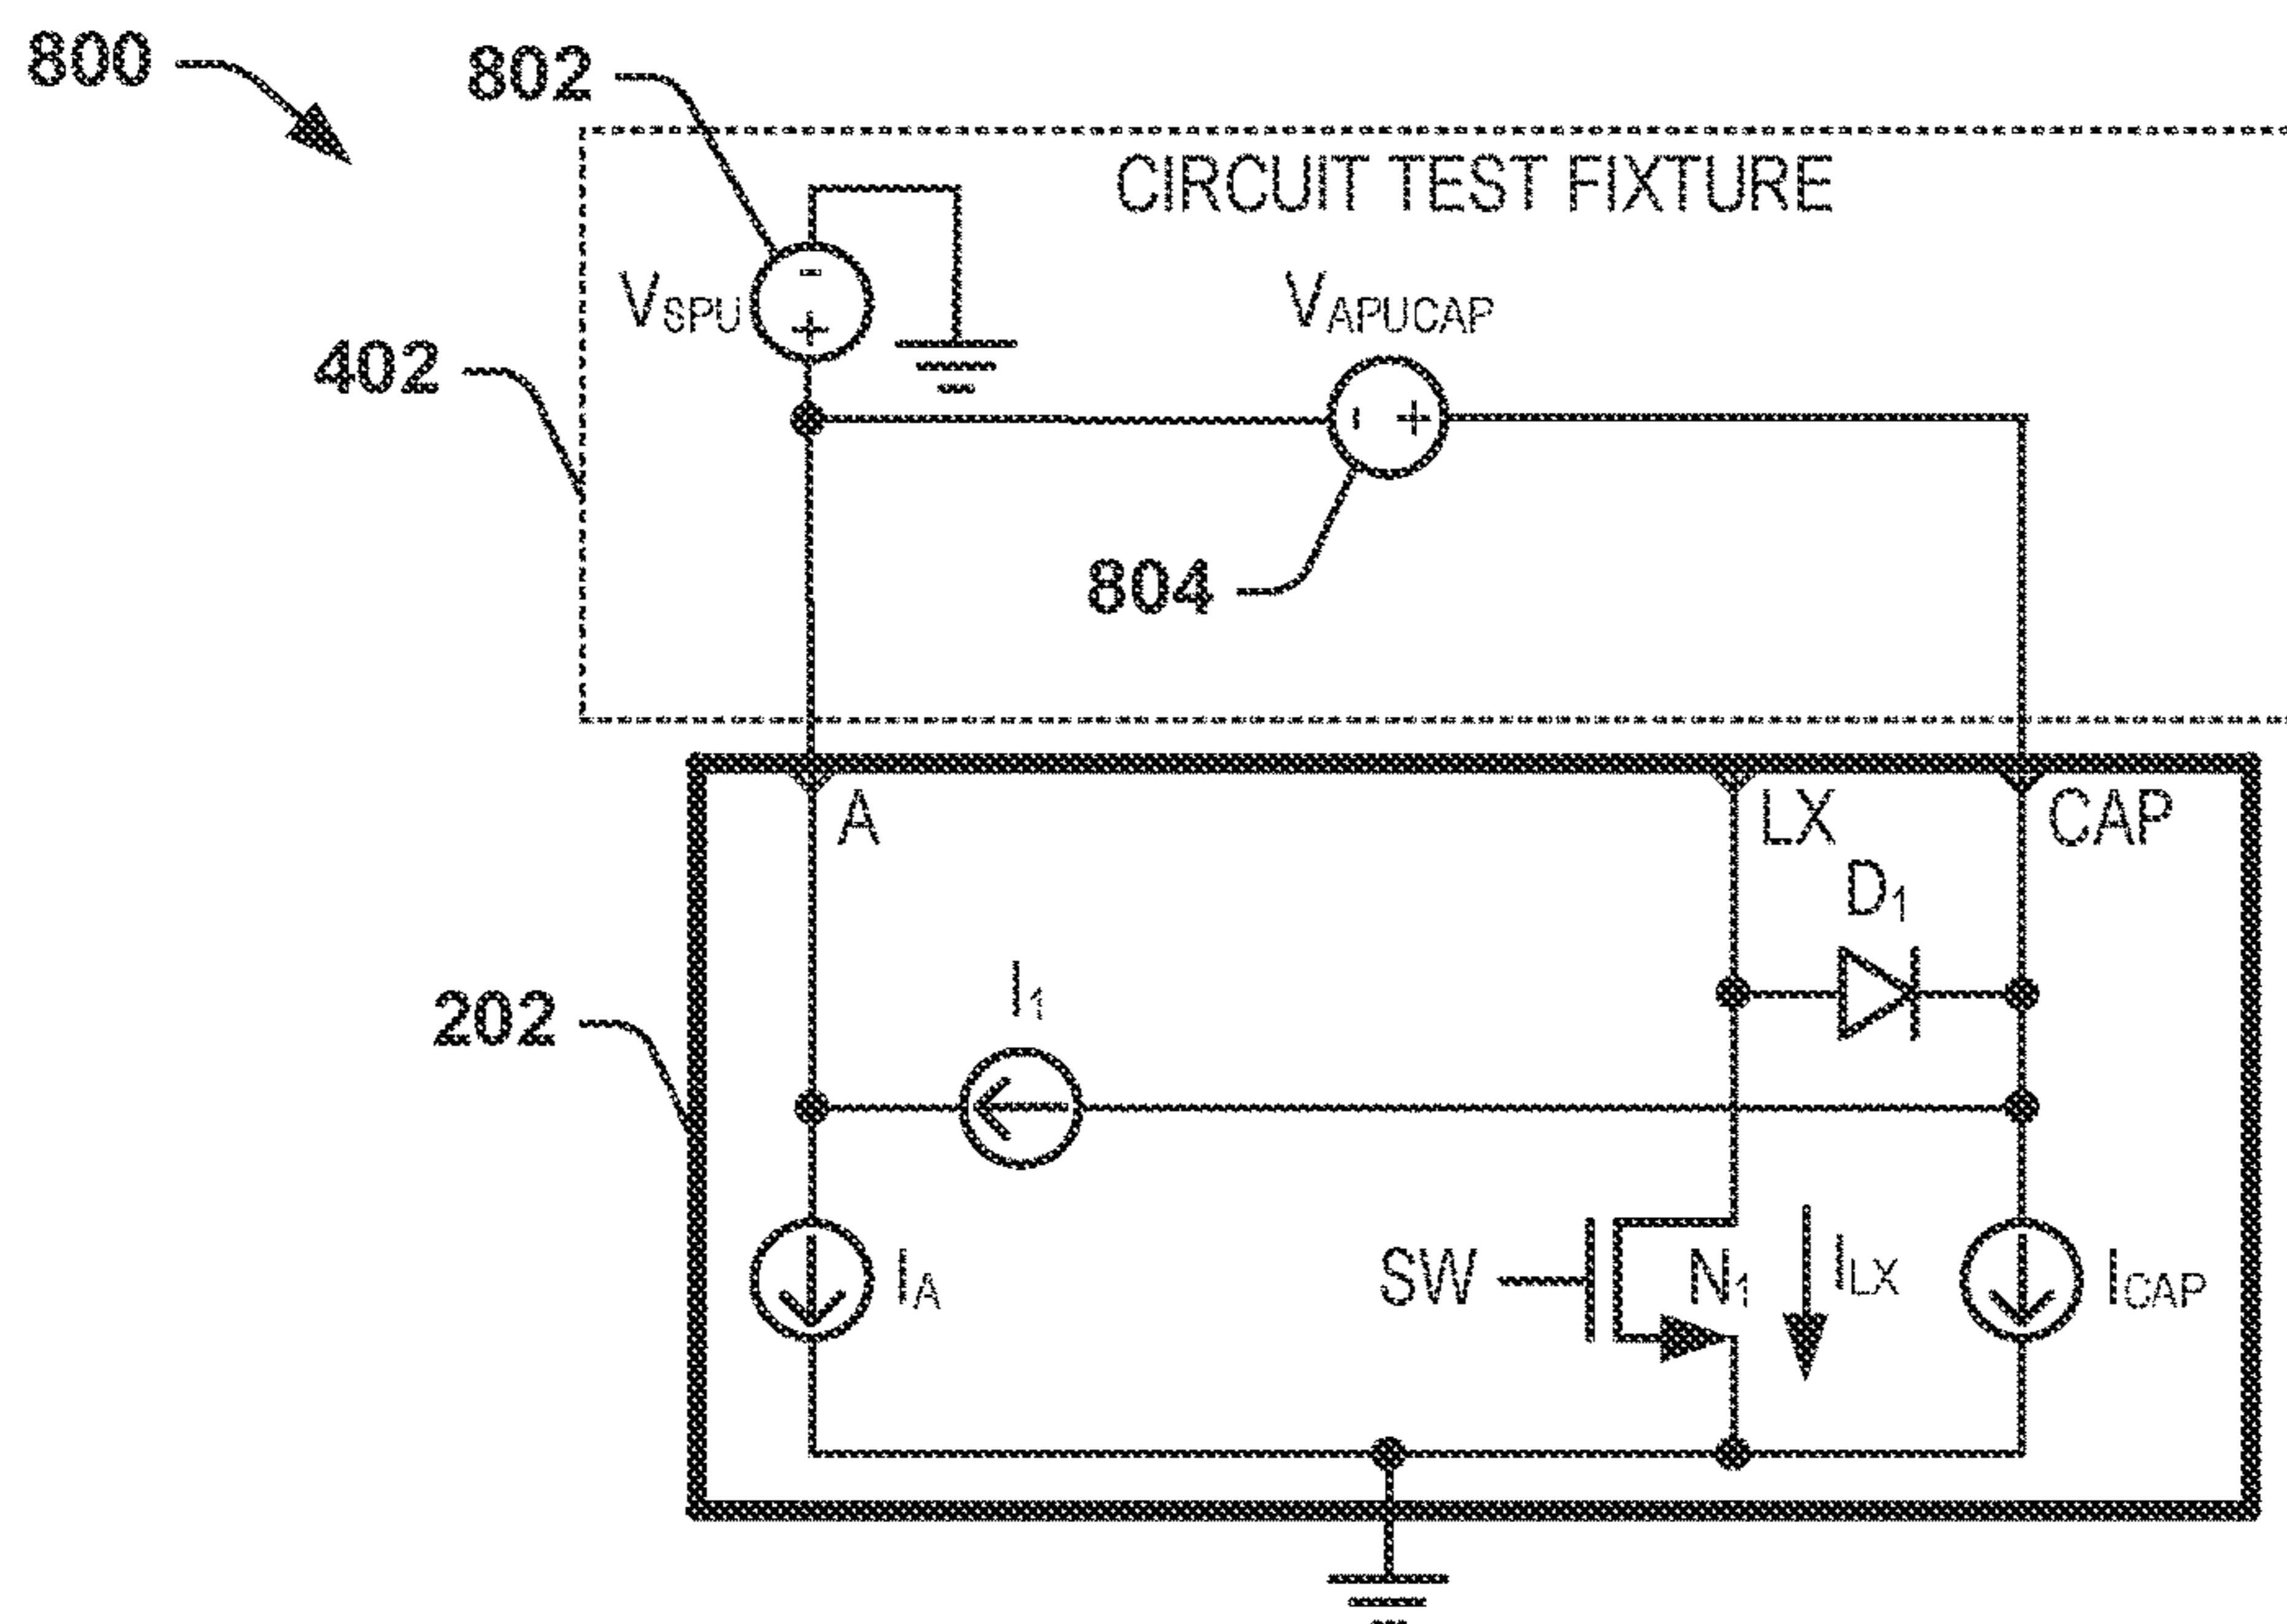 800
802
CIRCUIT TEST FIXTURE
- +
VSPU
VAPUCAP
402
- +
804
A
LX
CAP
D1
I1
202
IA
SW
N1
ILX
ICAP